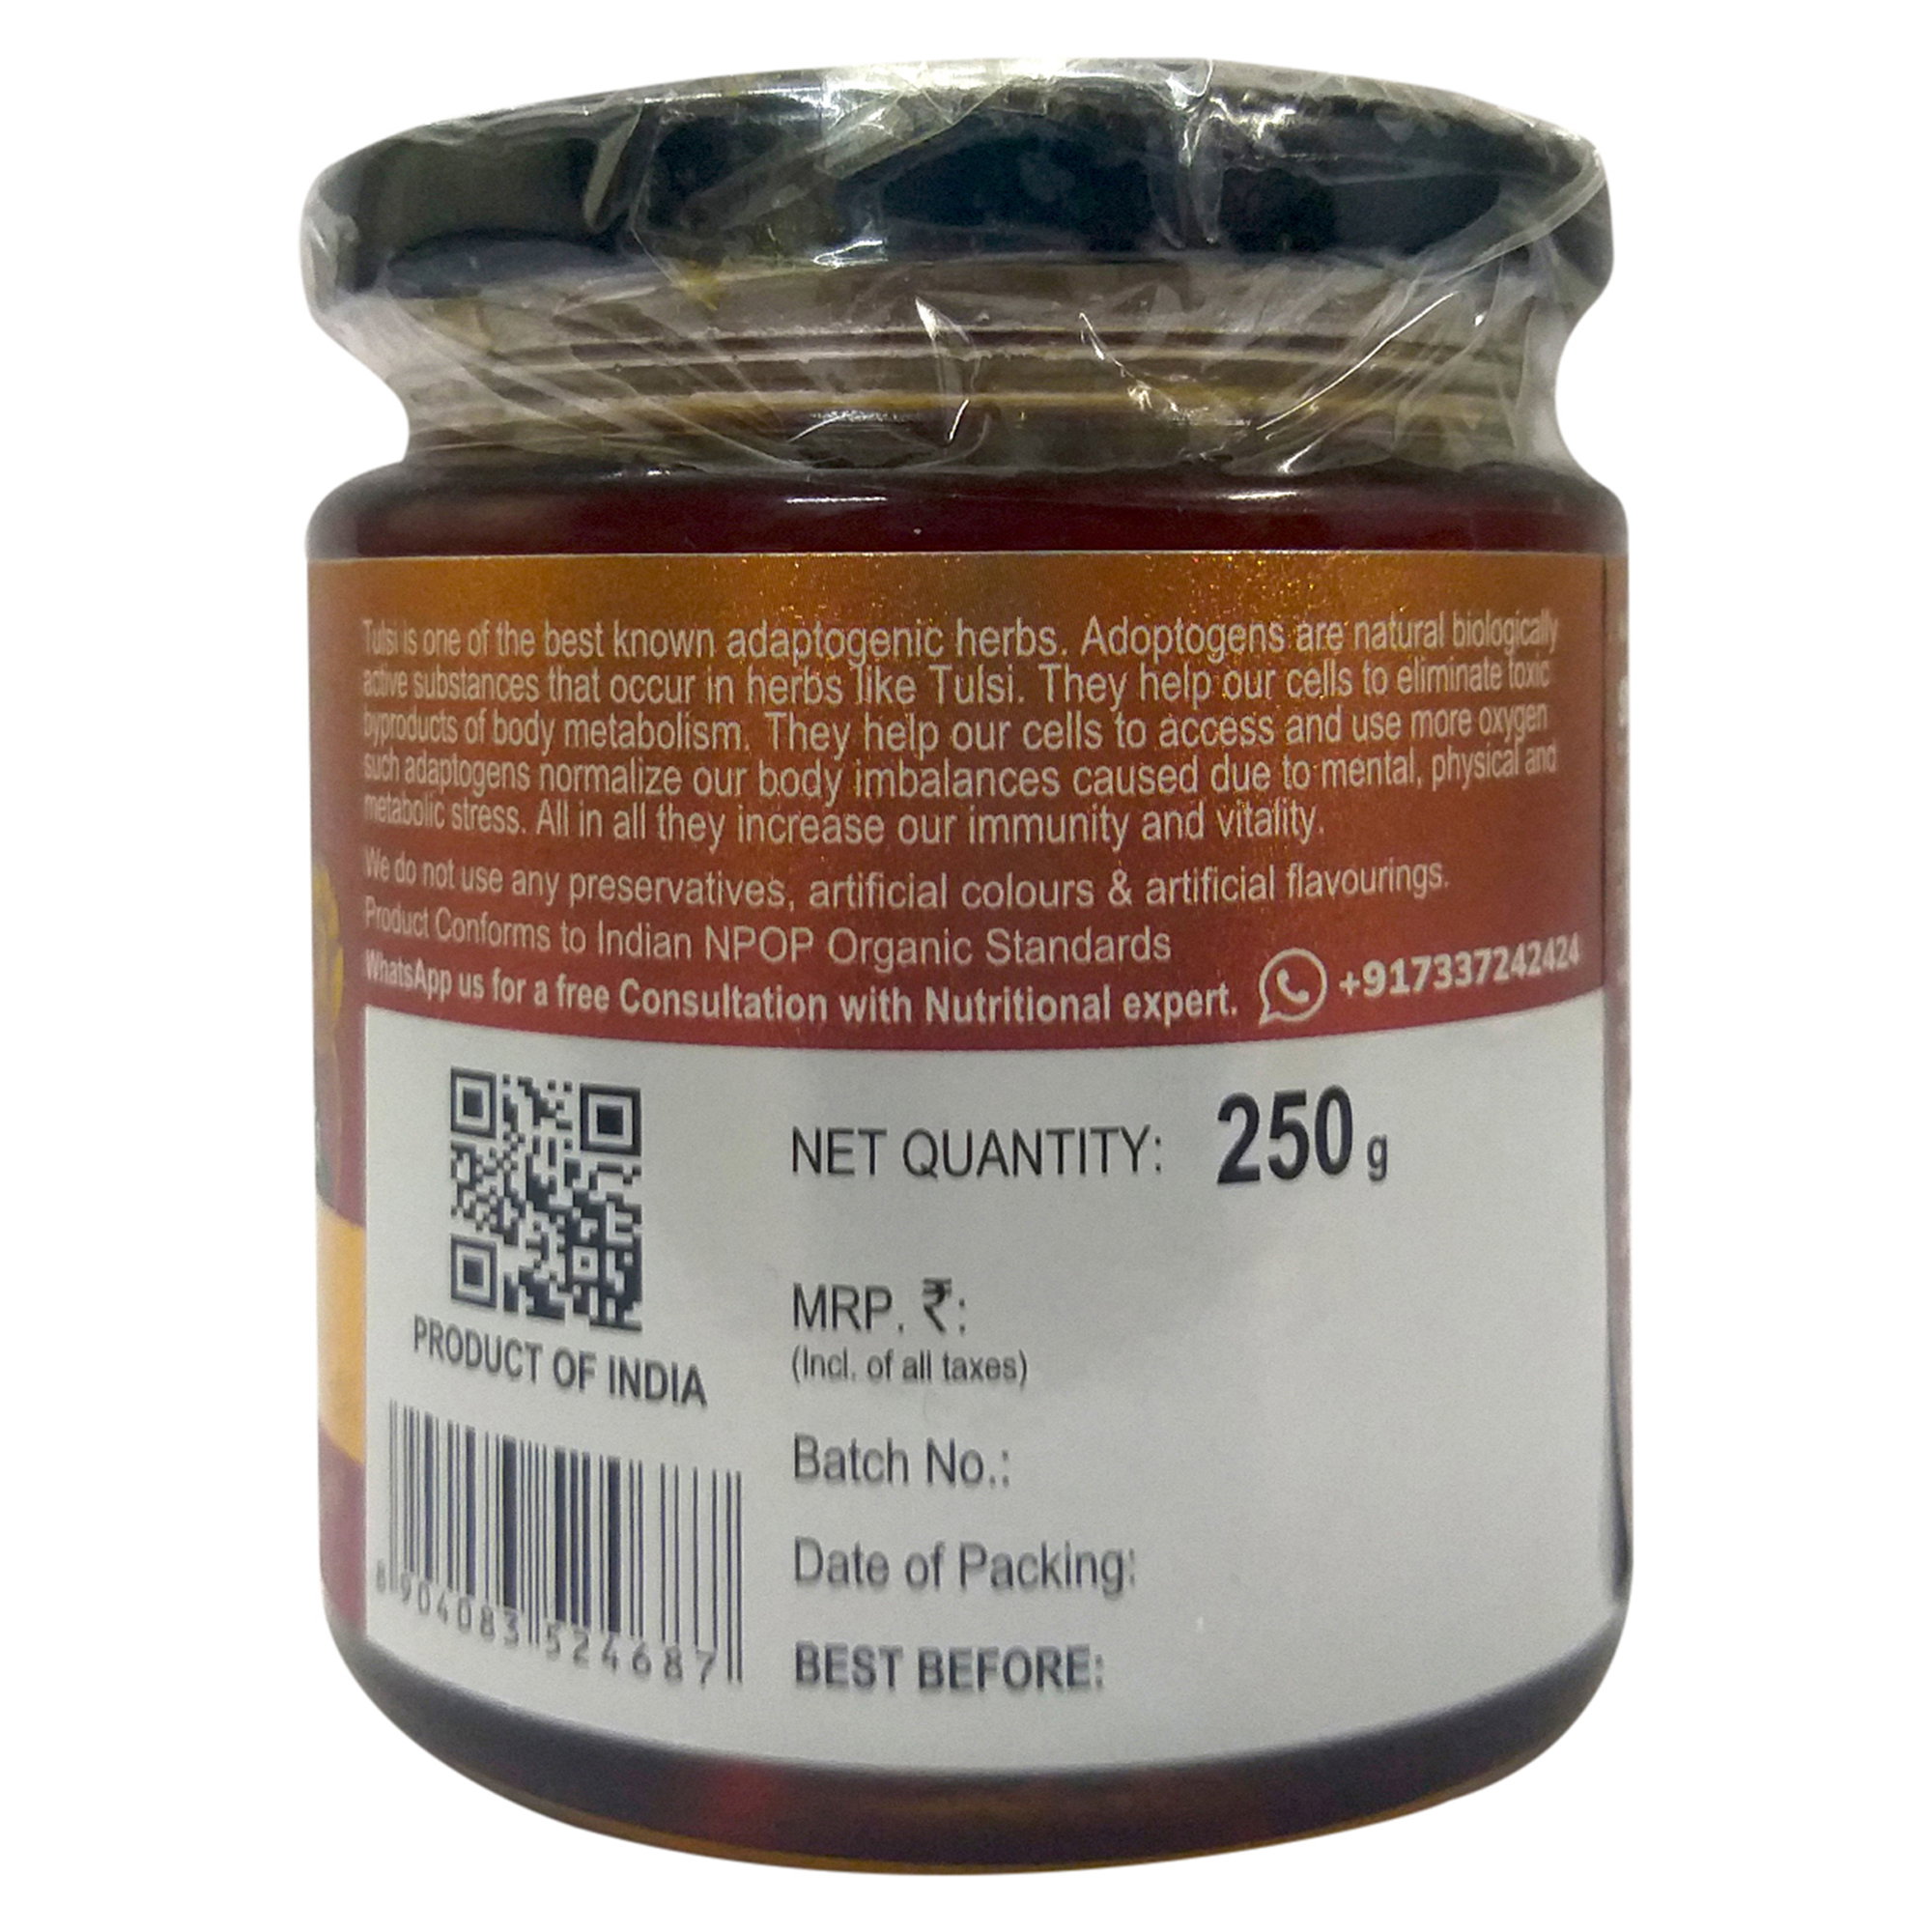 Tulsi is one of the best known adaptogenic herbs. Adoptogens are natural biologically
active substances that occur in herbs like Tulsi. They help our cells to eliminate toxic
byproducts of body metabolism. They help our cells to access and use more oxygen
such adaptogens normalize our body imbalances caused due to mental, physical and
metabolic stress. All in all they increase our immunity and vitality.
We do not use any preservatives, artificial colours & artificial flavourings.
Product Conforms to Indian NPOP Organic Standards
WhatsApp us for a free Consultation with Nutritional expert. +917337242424
NET QUANTITY: 250 g
PRODUCT OF INDIA
8 904083 524687
MRP. ₹:
(Incl. of all taxes)
Batch No.:
Date of Packing:
BEST BEFORE: